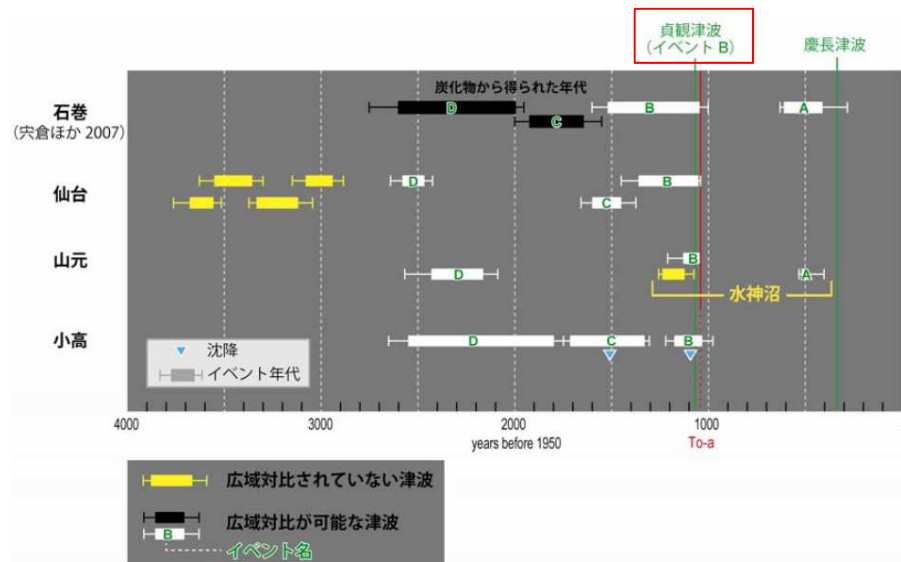 貞観津波
(イベント B)
慶長津波
炭化物から得られた年代
石巻
(宍倉ほか 2007)
D
B
A
C
仙台
D
B
C
山元
B
D
A
水神沼
小高
D
C
B
沈降
イベント年代
4000
3000
2000
1000
years before 1950
To-a
広域対比されていない津波
広域対比が可能な津波
B
イベント名